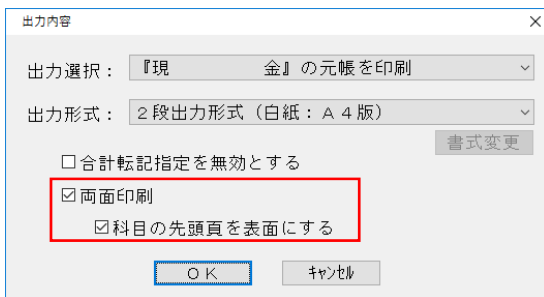 出力内容
出力選択： 『現　　　　　金』の元帳を印刷
出力形式： ２段出力形式（白紙：Ａ４版）
書式変更
合計転記指定を無効とする
両面印刷
科目の先頭頁を表面にする
ＯＫ ｷｬﾝｾﾙ